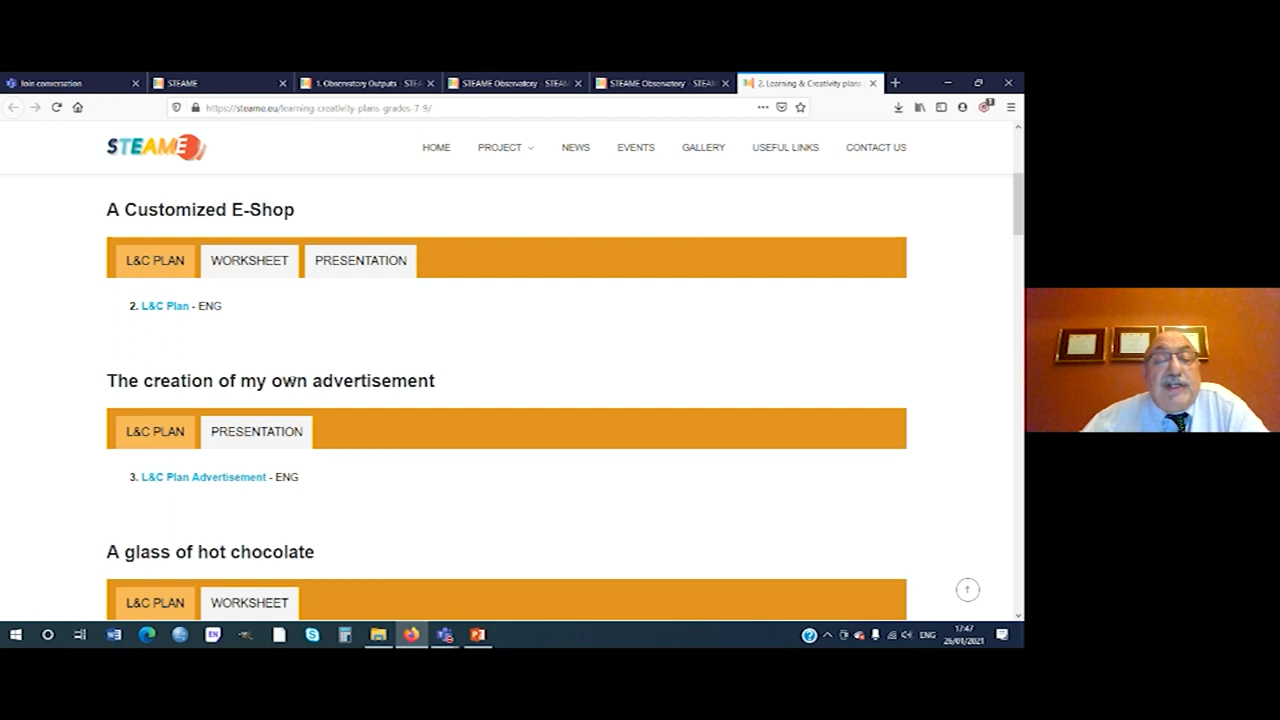 Join conversation
STEAME
1. Observatory Outputs - STEA
STEAME Observatory - STEAM
STEAME Observatory - STEAM
2. Learning & Creativity plans
https://steame.eu/learning-creativity-plans-grades-7-9/
STEAME
HOME PROJECT NEWS EVENTS GALLERY USEFUL LINKS CONTACT US
A Customized E-Shop
L&C PLAN WORKSHEET PRESENTATION
2. L&C Plan - ENG
The creation of my own advertisement
L&C PLAN PRESENTATION
3. L&C Plan Advertisement - ENG
A glass of hot chocolate
L&C PLAN WORKSHEET
EN
ENG
17:47
26/01/2021